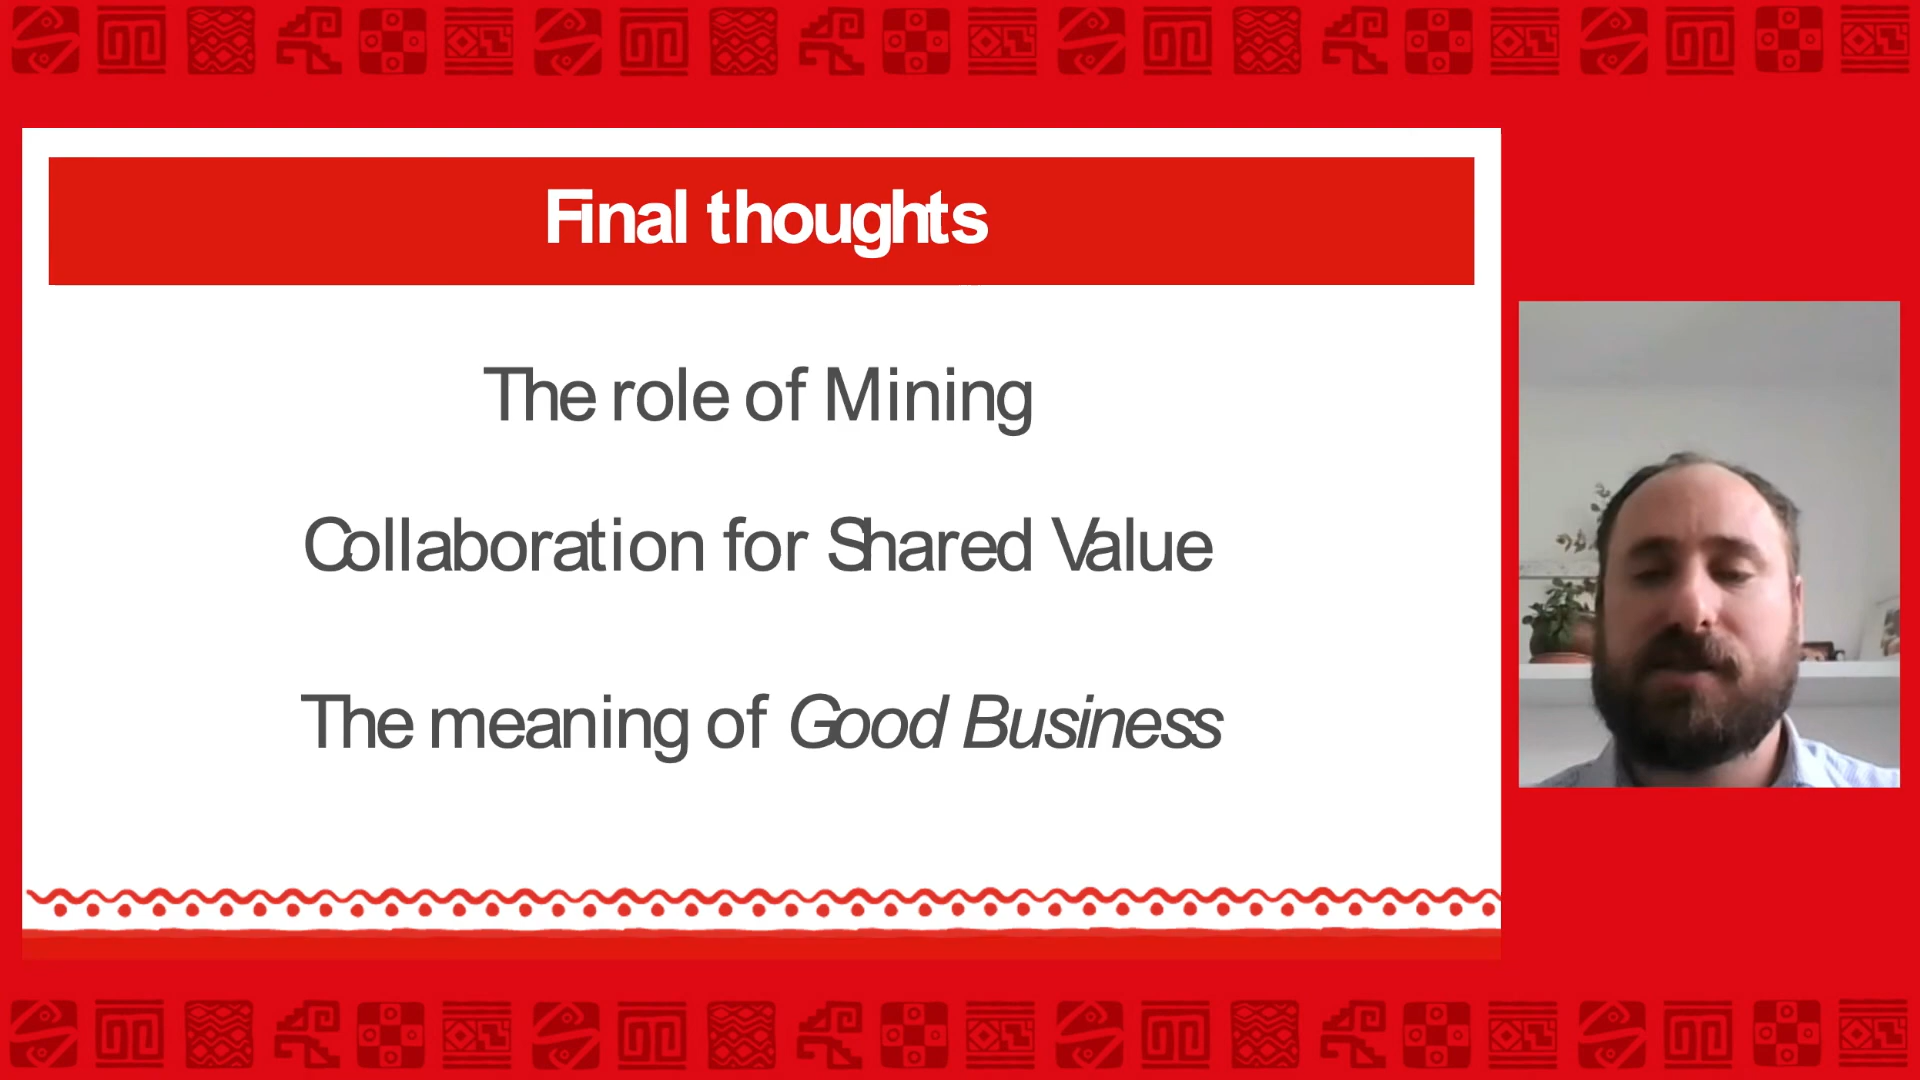 Final thoughts
The role of Mining
Collaboration for Shared Value
The meaning of Good Business